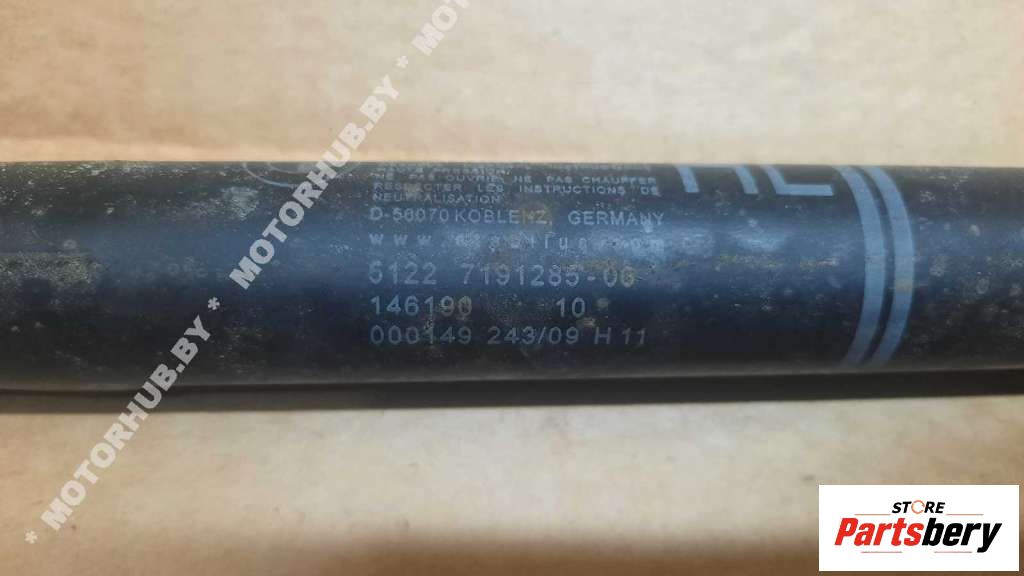 NE PAS OUVRIR NE PAS CHAUFFER
RESPECTER LES INSTRUCTIONS DE
NEUTRALISATION
D-56070 KOBLENZ, GERMANY
5122 7191285-06
146190 10
000149 243/09 H 11
* MOTORHUB.BY * MOTORHUB.BY * MOTORHUB.BY *
STORE
Partsbery